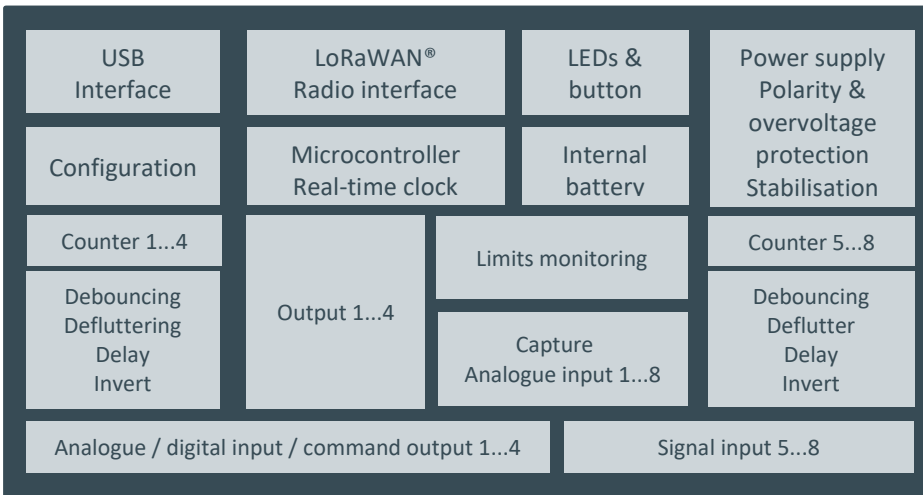 USB
Interface
LoRaWAN®
Radio interface
LEDs &
button
Power supply
Polarity &
overvoltage
protection
Stabilisation
Configuration
Microcontroller
Real-time clock
Internal
battery
Counter 1...4
Output 1...4
Limits monitoring
Counter 5...8
Debouncing
Defluttering
Delay
Invert
Capture
Analogue input 1...8
Debouncing
Deflutter
Delay
Invert
Analogue / digital input / command output 1...4
Signal input 5...8